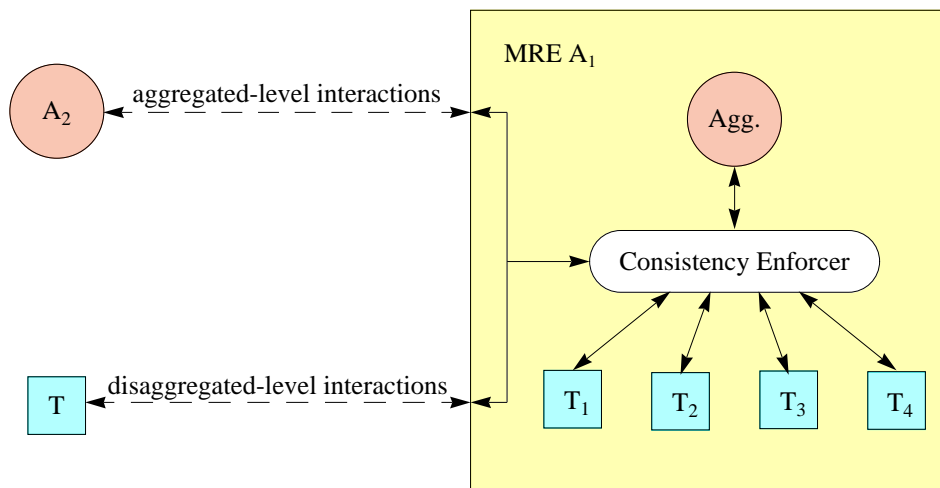 MRE A₁
A₂
aggregated-level interactions
Agg.
Consistency Enforcer
T
disaggregated-level interactions
T₁
T₂
T₃
T₄